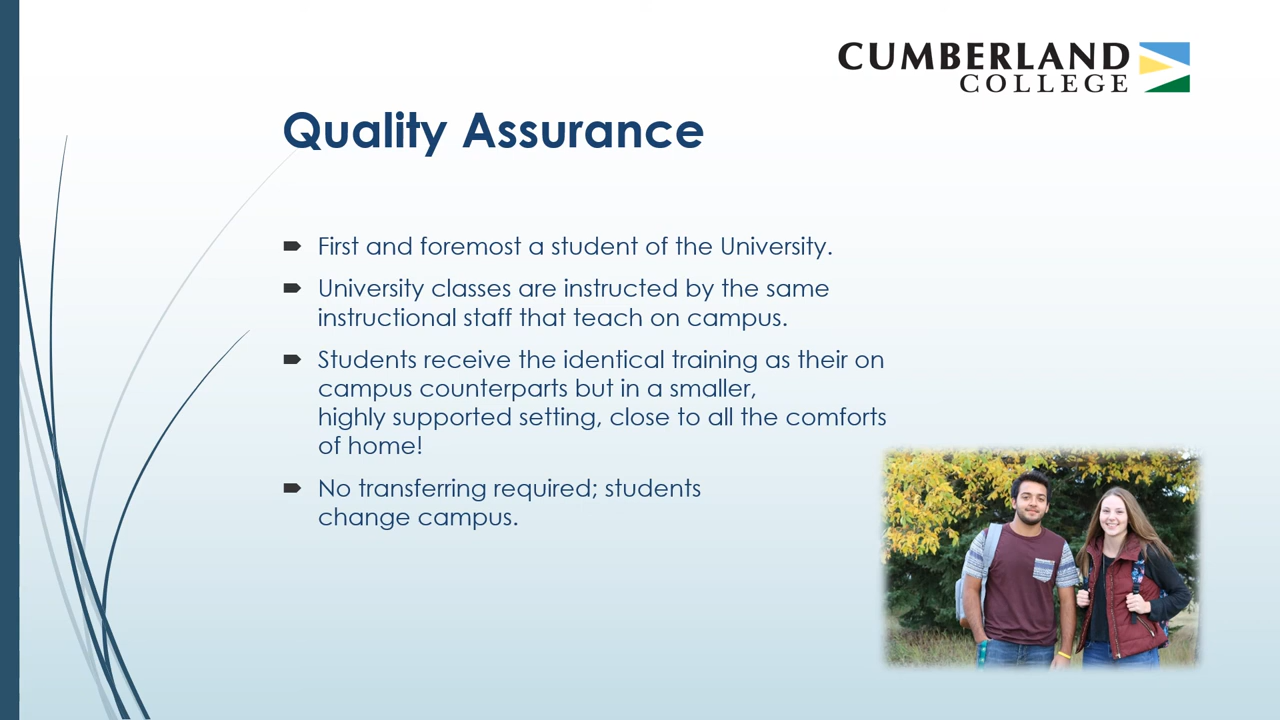 CUMBERLAND
COLLEGE
Quality Assurance
First and foremost a student of the University.
University classes are instructed by the same
instructional staff that teach on campus.
Students receive the identical training as their on
campus counterparts but in a smaller,
highly supported setting, close to all the comforts
of home!
No transferring required; students
change campus.